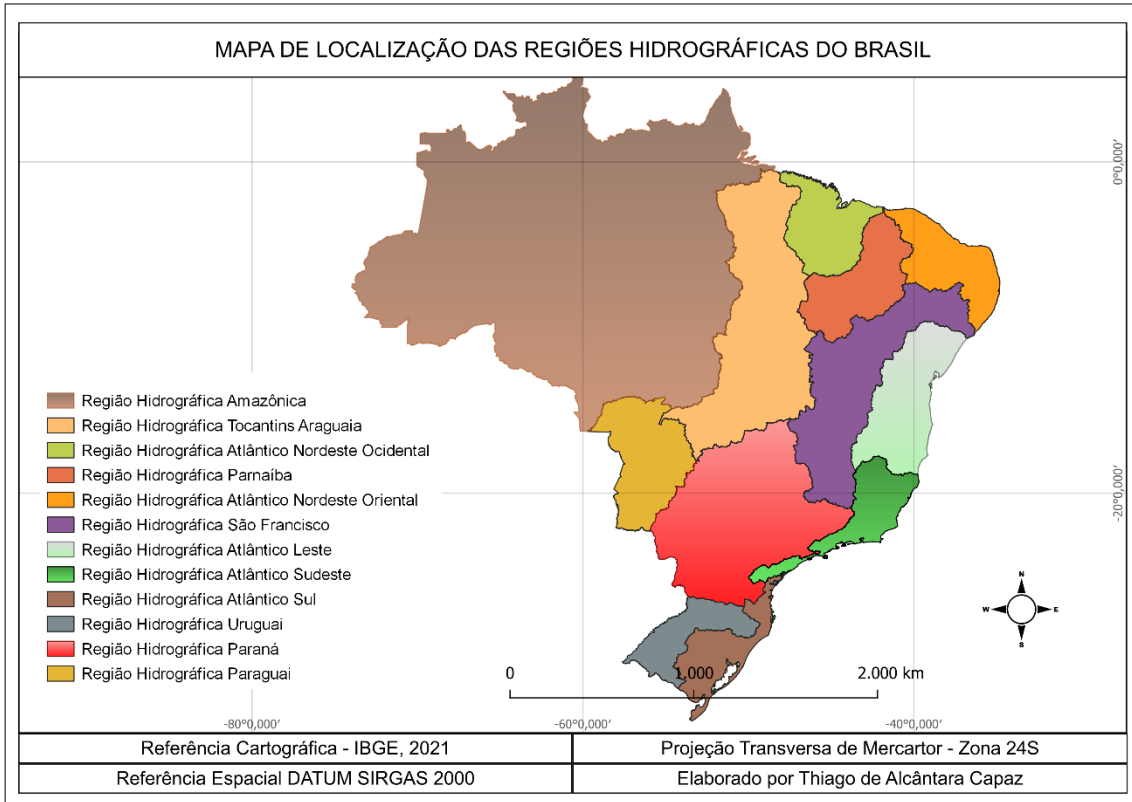 MAPA DE LOCALIZAÇÃO DAS REGIÕES HIDROGRÁFICAS DO BRASIL
0°0,000'
-20°0,000'
Região Hidrográfica Amazônica
Região Hidrográfica Tocantins Araguaia
Região Hidrográfica Atlântico Nordeste Ocidental
Região Hidrográfica Parnaíba
Região Hidrográfica Atlântico Nordeste Oriental
Região Hidrográfica São Francisco
Região Hidrográfica Atlântico Leste
Região Hidrográfica Atlântico Sudeste
Região Hidrográfica Atlântico Sul
Região Hidrográfica Uruguai
Região Hidrográfica Paraná
Região Hidrográfica Paraguai
N
W E
S
0 1.000 2.000 km
-80°0,000' -60°0,000' -40°0,000'
Referência Cartográfica - IBGE, 2021
Projeção Transversa de Mercartor - Zona 24S
Referência Espacial DATUM SIRGAS 2000
Elaborado por Thiago de Alcântara Capaz